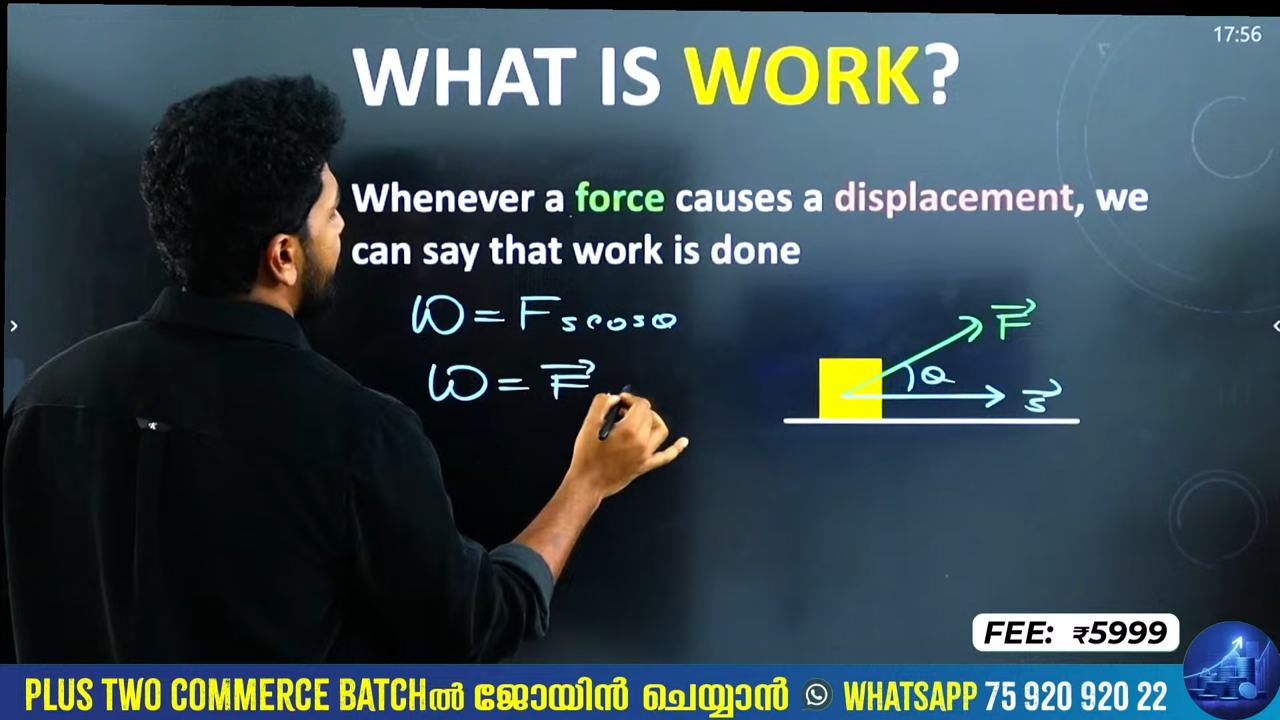 17:56
WHAT IS WORK?
Whenever a force causes a displacement, we
can say that work is done
W = F s cos θ
W = F⃗
F⃗
θ
s⃗
FEE: ₹5999
PLUS TWO COMMERCE BATCHൽ ജോയിൻ ചെയ്യാൻ WHATSAPP 75 920 920 22